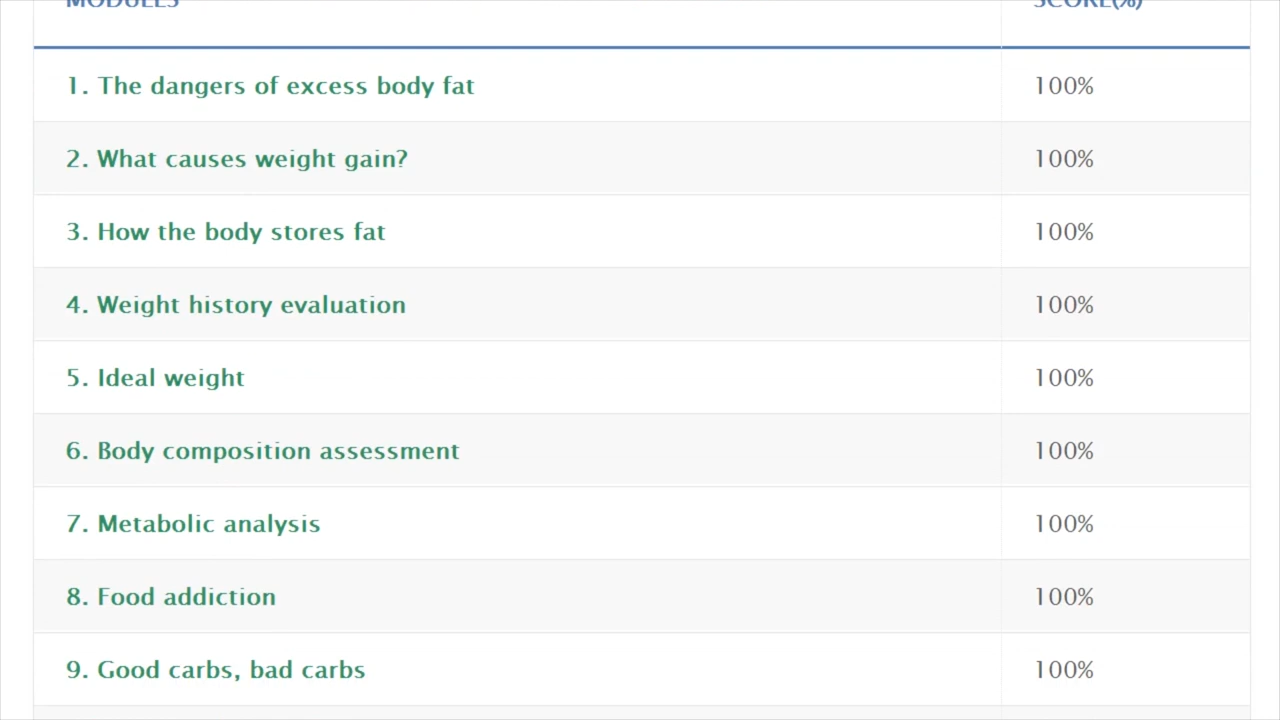 MODULES SCORE(%)
1. The dangers of excess body fat 100%
2. What causes weight gain? 100%
3. How the body stores fat 100%
4. Weight history evaluation 100%
5. Ideal weight 100%
6. Body composition assessment 100%
7. Metabolic analysis 100%
8. Food addiction 100%
9. Good carbs, bad carbs 100%